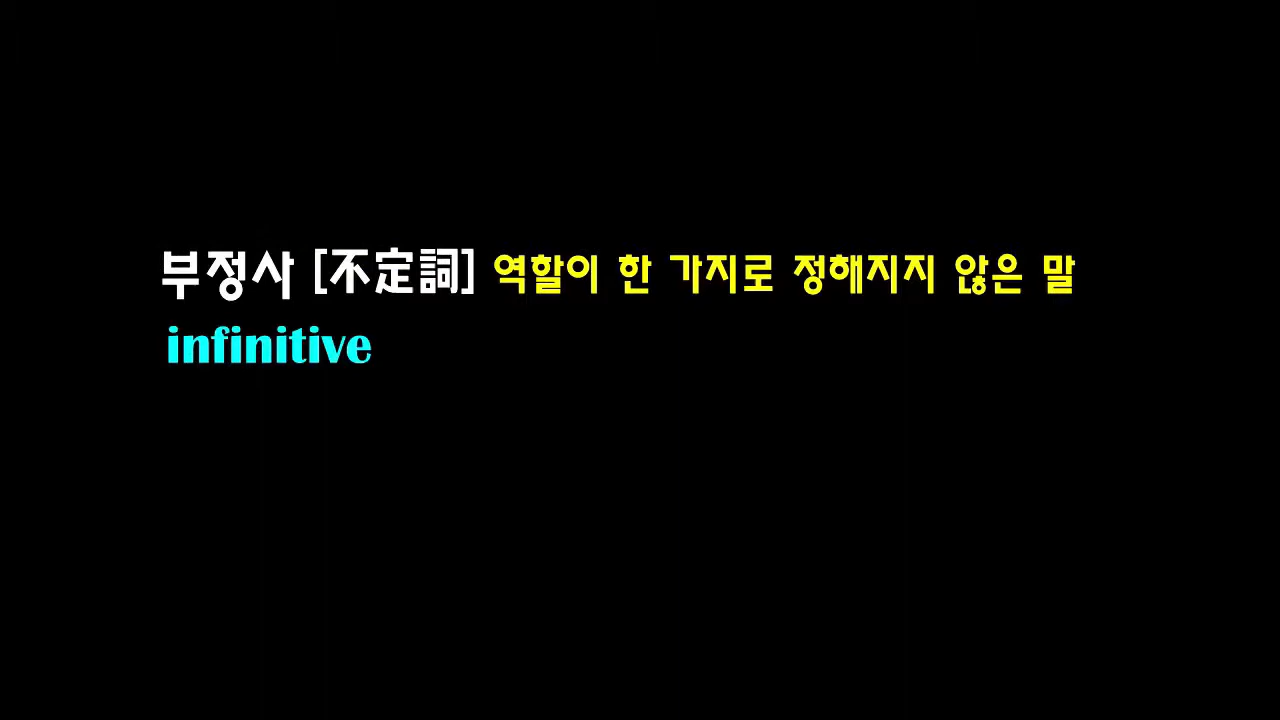 부정사 [不定詞] 역할이 한 가지로 정해지지 않은 말
infinitive